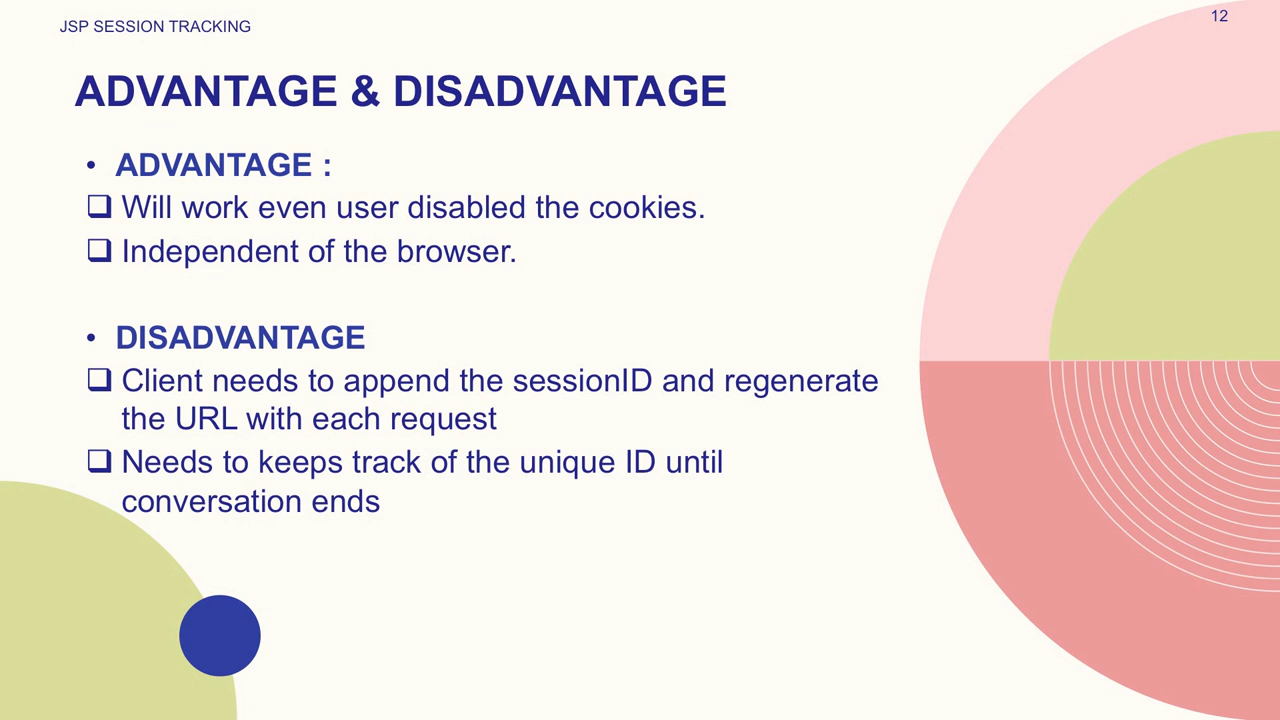 JSP SESSION TRACKING
12
ADVANTAGE & DISADVANTAGE
• ADVANTAGE :
❑ Will work even user disabled the cookies.
❑ Independent of the browser.
• DISADVANTAGE
❑ Client needs to append the sessionID and regenerate
the URL with each request
❑ Needs to keeps track of the unique ID until
conversation ends